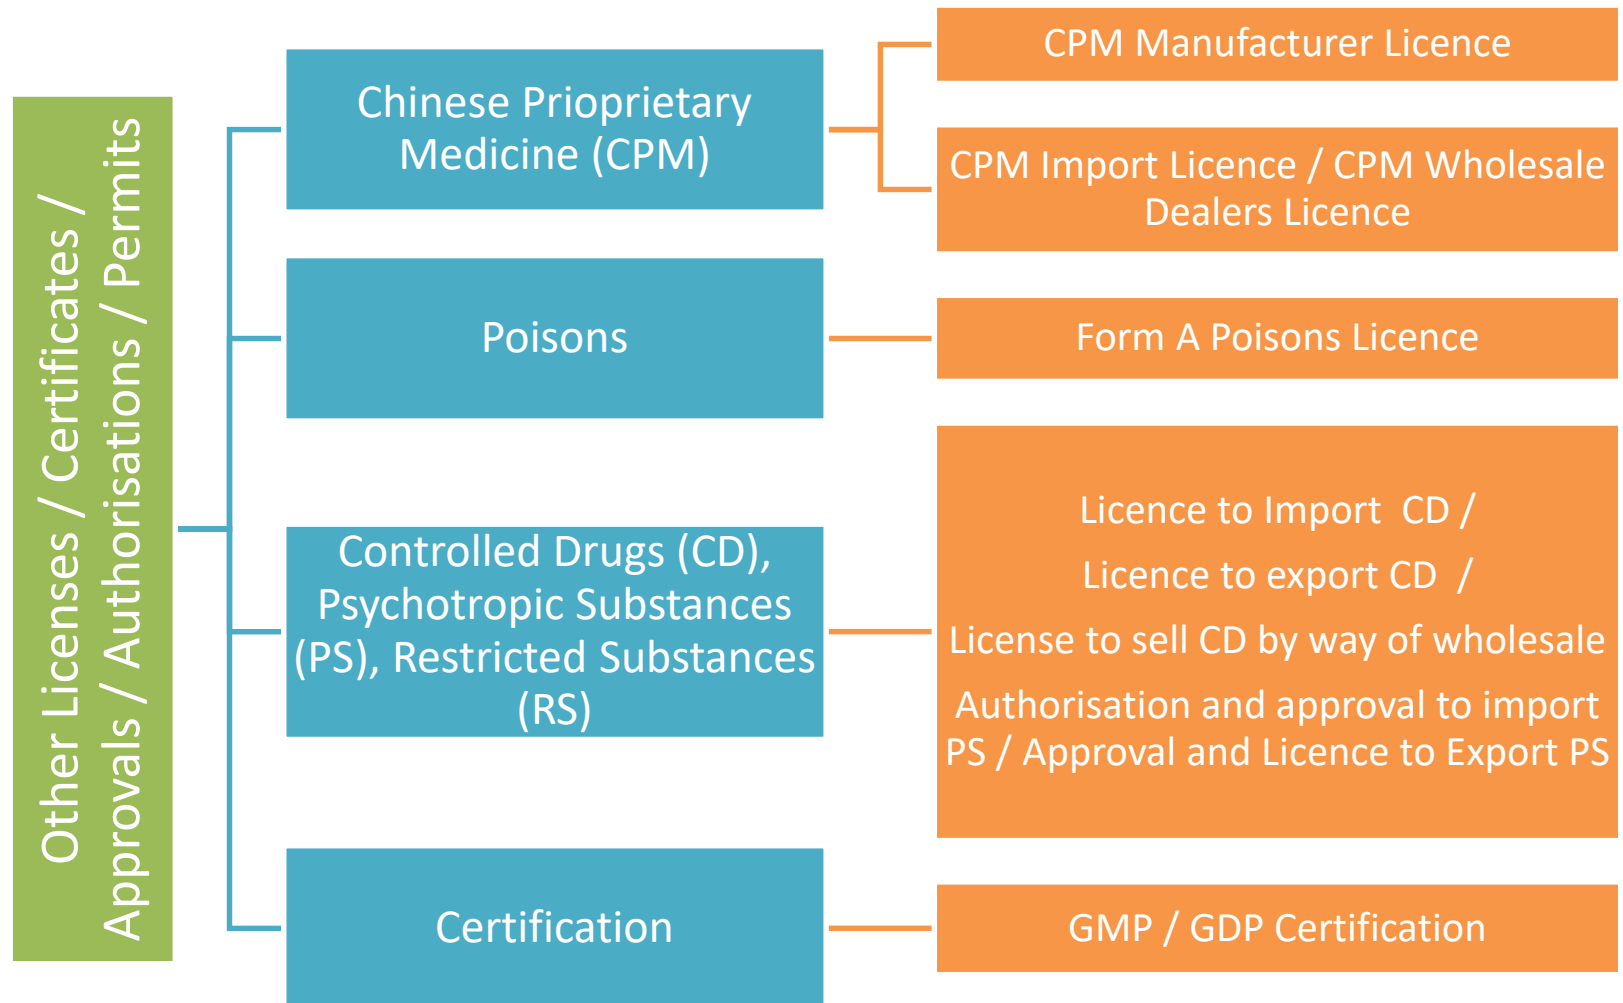 Other Licenses / Certificates /
Approvals / Authorisations / Permits
Chinese Prioprietary
Medicine (CPM)
CPM Manufacturer Licence
CPM Import Licence / CPM Wholesale
Dealers Licence
Poisons
Form A Poisons Licence
Controlled Drugs (CD),
Psychotropic Substances
(PS), Restricted Substances
(RS)
Licence to Import CD /
Licence to export CD /
License to sell CD by way of wholesale
Authorisation and approval to import
PS / Approval and Licence to Export PS
Certification
GMP / GDP Certification